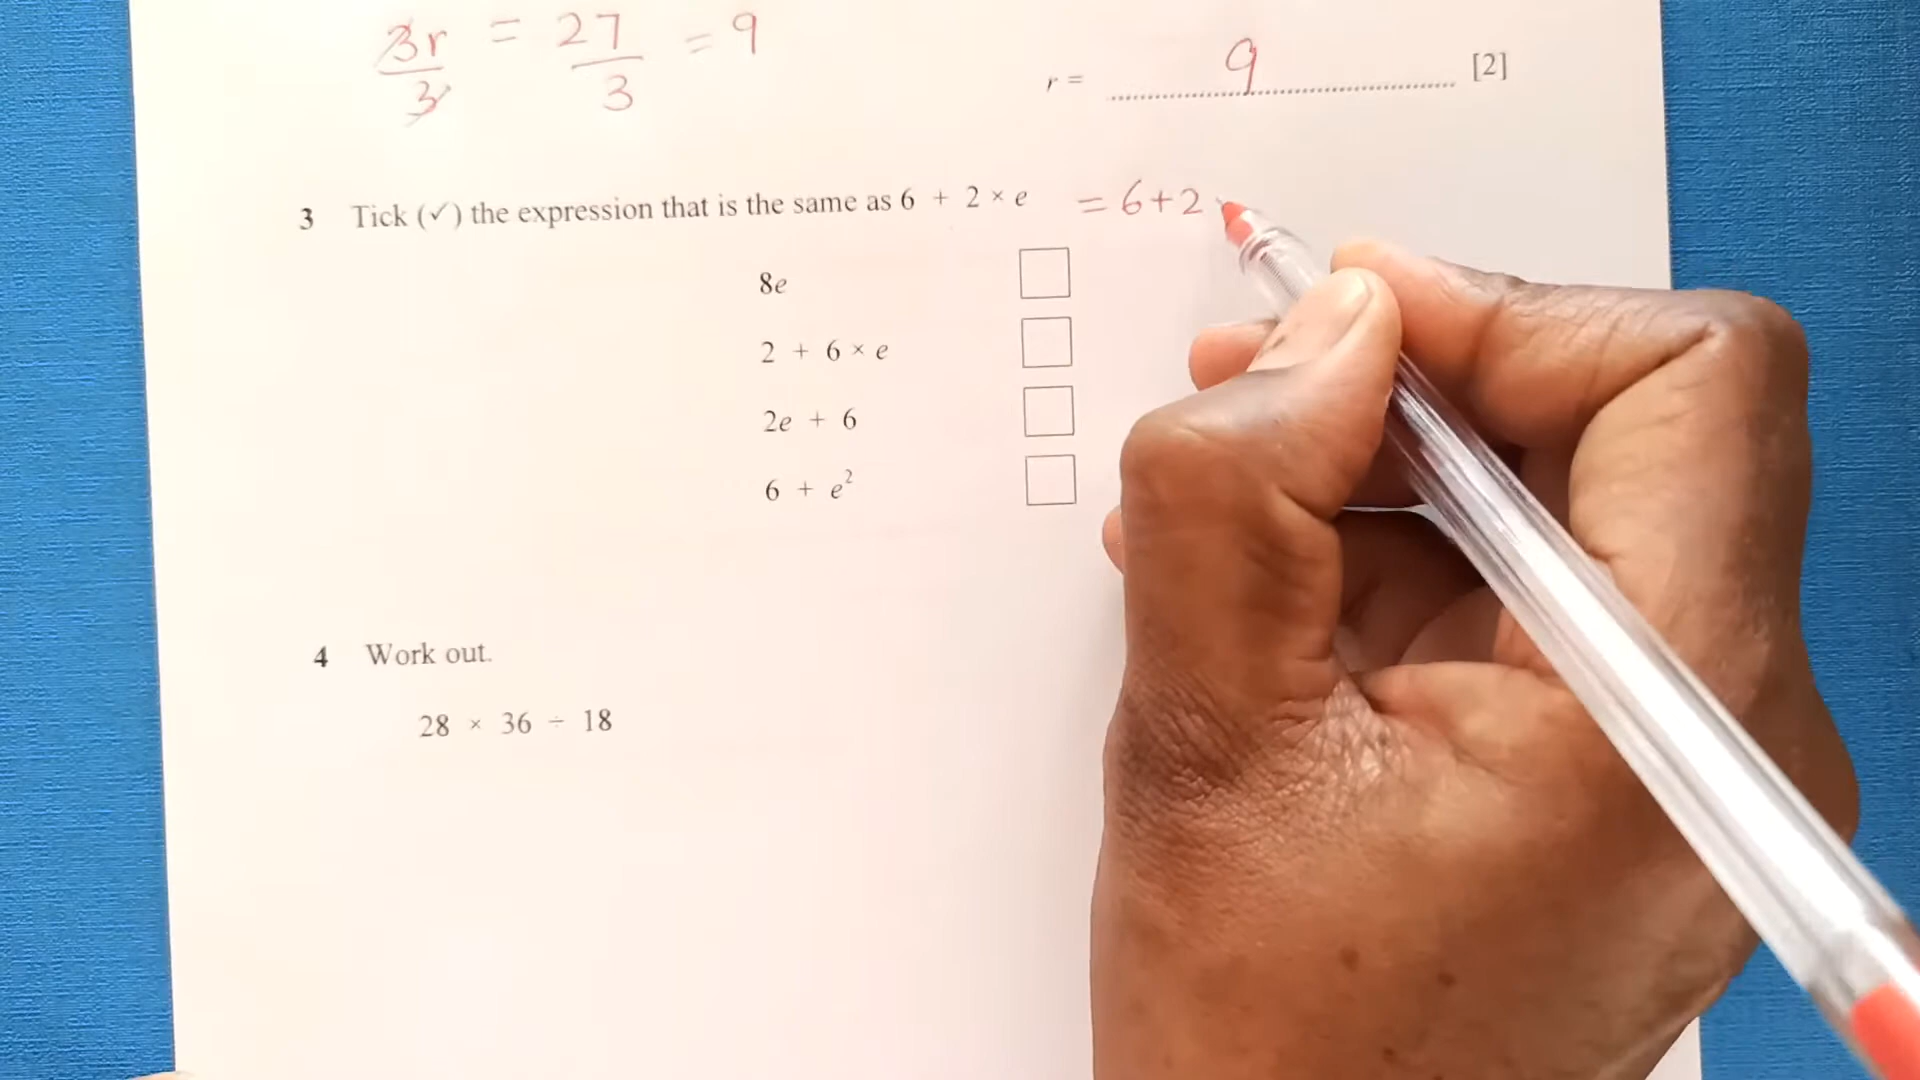 3r/3 = 27/3 = 9
r = 9 [2]
3 Tick (✓) the expression that is the same as 6 + 2 × e = 6+2
8e
2 + 6 × e
2e + 6
6 + e²
4 Work out.
28 × 36 ÷ 18